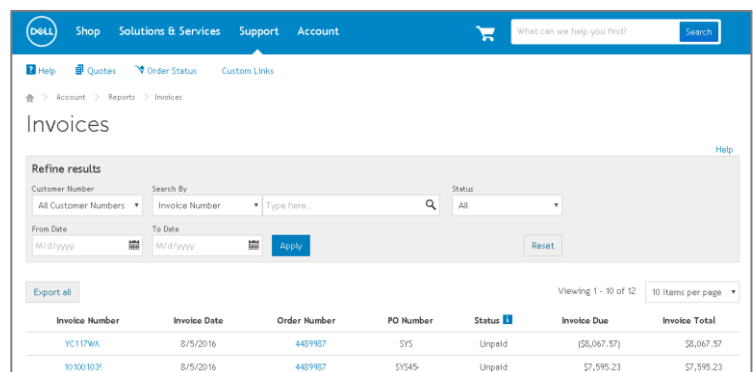 DELL Shop Solutions & Services Support Account What can we help you find? Search
? Help Quotes Order Status Custom Links
> Account > Reports > Invoices
Invoices
Help
Refine results
Customer Number Search By Status
All Customer Numbers Invoice Number Type here... All
From Date To Date
M/d/yyyy M/d/yyyy Apply Reset
Export all Viewing 1 - 10 of 12 10 Items per page
Invoice Number Invoice Date Order Number PO Number Status i Invoice Due Invoice Total
YC117WA 8/5/2016 4489987 SYS Unpaid ($8,067.57) $8,067.57
8/5/2016 4489987 SYS45- Unpaid $7,595.23 $7,595.23